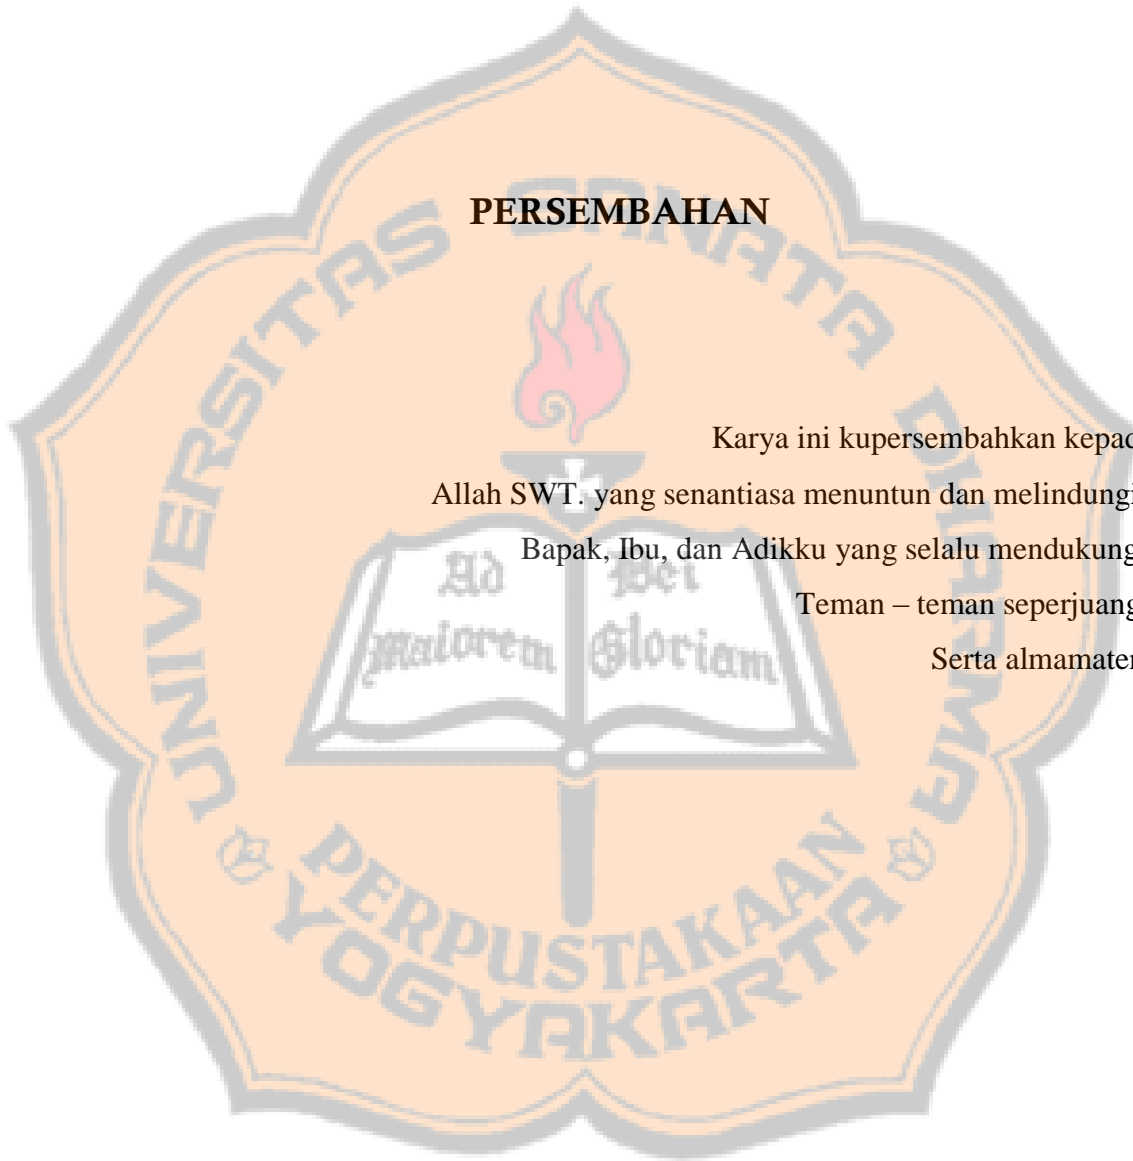 PERSEMBAHAN
UNIVERSITAS SANATA DHARMA
Karya ini kupersembahkan kepad
Allah SWT. yang senantiasa menuntun dan melindungi
Bapak, Ibu, dan Adikku yang selalu mendukung
Teman – teman seperjuang
Serta almamater
Ad Maiorem
Dei Gloriam
PERPUSTAKAAN
YOGYAKARTA